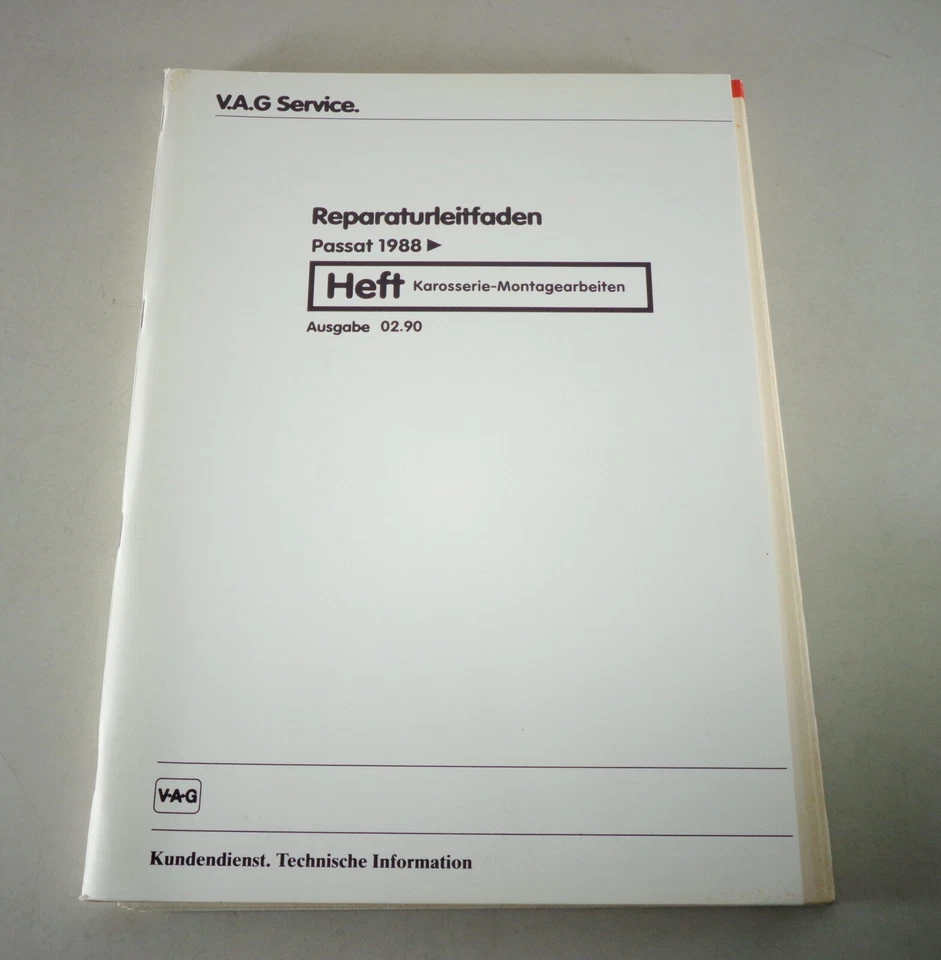 V.A.G Service.
Reparaturleitfaden
Passat 1988 ►
Heft Karosserie-Montagearbeiten
Ausgabe 02.90
V·A·G
Kundendienst. Technische Information